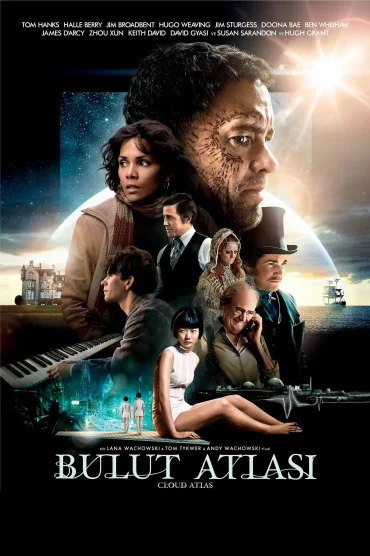 TOM HANKS HALLE BERRY JIM BROADBENT HUGO WEAVING JIM STURGESS DOONA BAE BEN WHISHAW
JAMES D'ARCY ZHOU XUN KEITH DAVID DAVID GYASI VE SUSAN SARANDON VE HUGH GRANT
LANA WACHOWSKI & TOM TYKWER & ANDY WACHOWSKI
BULUT ATLASI
CLOUD ATLAS